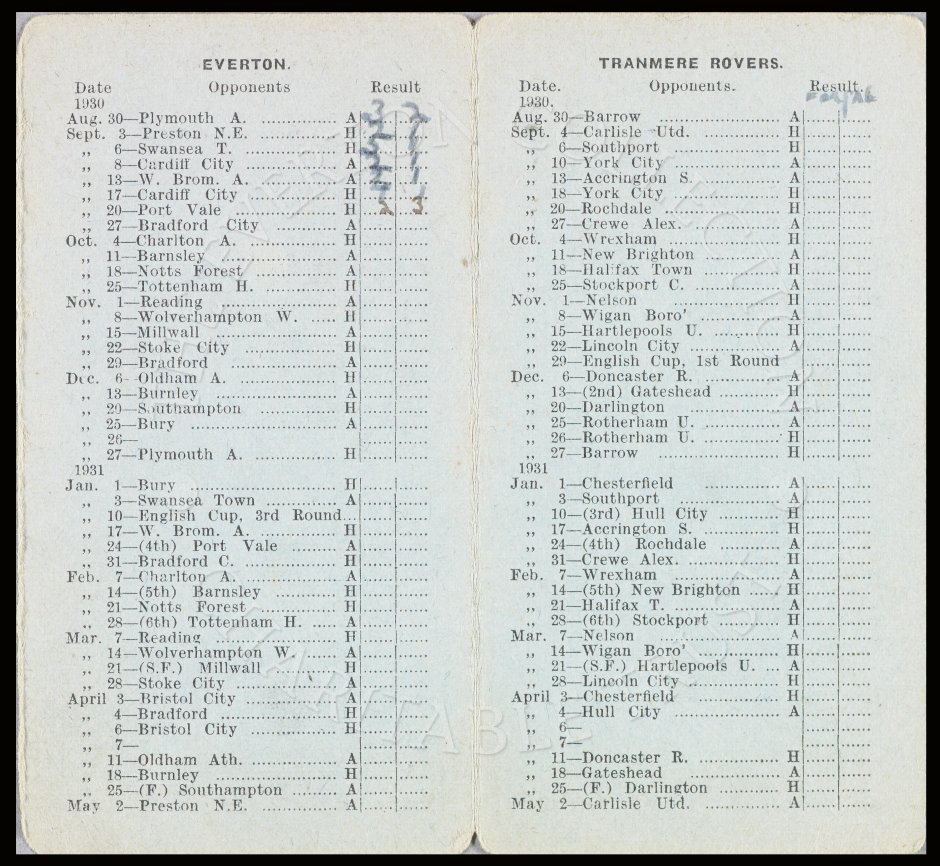 EVERTON.
Date Opponents Result
1930
Aug. 30—Plymouth A. ............... A 3 2
Sept. 3—Preston N.E. ............... H 2 1
„ 6—Swansea T. ............... H 5 1
„ 8—Cardiff City ............... A 2 1
„ 13—W. Brom. A. ............... A 2 1
„ 17—Cardiff City ............... H
„ 20—Port Vale ............... H 2 3
„ 27—Bradford City ............... A
Oct. 4—Charlton A. ............... H
„ 11—Barnsley ............... A
„ 18—Notts Forest ............... A
„ 25—Tottenham H. ............... H
Nov. 1—Reading ............... A
„ 8—Wolverhampton W. ...... H
„ 15—Millwall ............... A
„ 22—Stoke City ............... H
„ 29—Bradford ............... A
Dec. 6—Oldham A. ............... H
„ 13—Burnley ............... A
„ 20—Southampton ............... H
„ 25—Bury ............... A
„ 26—
„ 27—Plymouth A. ............... H
1931
Jan. 1—Bury ............... H
„ 3—Swansea Town ............... A
„ 10—English Cup, 3rd Round...
„ 17—W. Brom. A. ............... H
„ 24—(4th) Port Vale ......... A
„ 31—Bradford C. ............... H
Feb. 7—Charlton A. ............... A
„ 14—(5th) Barnsley ............ H
„ 21—Notts Forest ............ H
„ 28—(6th) Tottenham H. ...... A
Mar. 7—Reading ............... H
„ 14—Wolverhampton W. ...... A
„ 21—(S.F.) Millwall ............ H
„ 28—Stoke City ............... A
April 3—Bristol City ............... A
„ 4—Bradford ............... H
„ 6—Bristol City ............... H
„ 7—
„ 11—Oldham Ath. ............... A
„ 18—Burnley ............... H
„ 25—(F.) Southampton ......... A
May 2—Preston N.E. ............... A
TRANMERE ROVERS.
Date. Opponents. Result.
1930.
Aug. 30—Barrow ............... A
Sept. 4—Carlisle Utd. ............ H
„ 6—Southport ............... H
„ 10—York City ............... A
„ 13—Accrington S. ............ A
„ 18—York City ............... H
„ 20—Rochdale ............... H
„ 27—Crewe Alex. ............... A
Oct. 4—Wrexham ............... H
„ 11—New Brighton ............ A
„ 18—Halifax Town ............ H
„ 25—Stockport C. ............... A
Nov. 1—Nelson ............... H
„ 8—Wigan Boro' ............... A
„ 15—Hartlepools U. ............ H
„ 22—Lincoln City ............... A
„ 29—English Cup, 1st Round
Dec. 6—Doncaster R. ............ A
„ 13—(2nd) Gateshead ......... H
„ 20—Darlington ............... A
„ 25—Rotherham U. ............ A
„ 26—Rotherham U. ............ H
„ 27—Barrow ............... H
1931
Jan. 1—Chesterfield ............ A
„ 3—Southport ............... A
„ 10—(3rd) Hull City ......... H
„ 17—Accrington S. ............ H
„ 24—(4th) Rochdale ......... A
„ 31—Crewe Alex. ............... H
Feb. 7—Wrexham ............... A
„ 14—(5th) New Brighton ...... H
„ 21—Halifax T. ............... A
„ 28—(6th) Stockport ......... H
Mar. 7—Nelson ............... A
„ 14—Wigan Boro' ............ H
„ 21—(S.F.) Hartlepools U. ... A
„ 28—Lincoln City ............... H
April 3—Chesterfield ............... H
„ 4—Hull City ............... A
„ 6—
„ 7—
„ 11—Doncaster R. ............ H
„ 18—Gateshead ............... A
„ 25—(F.) Darlington ......... H
May 2—Carlisle Utd. ............ A